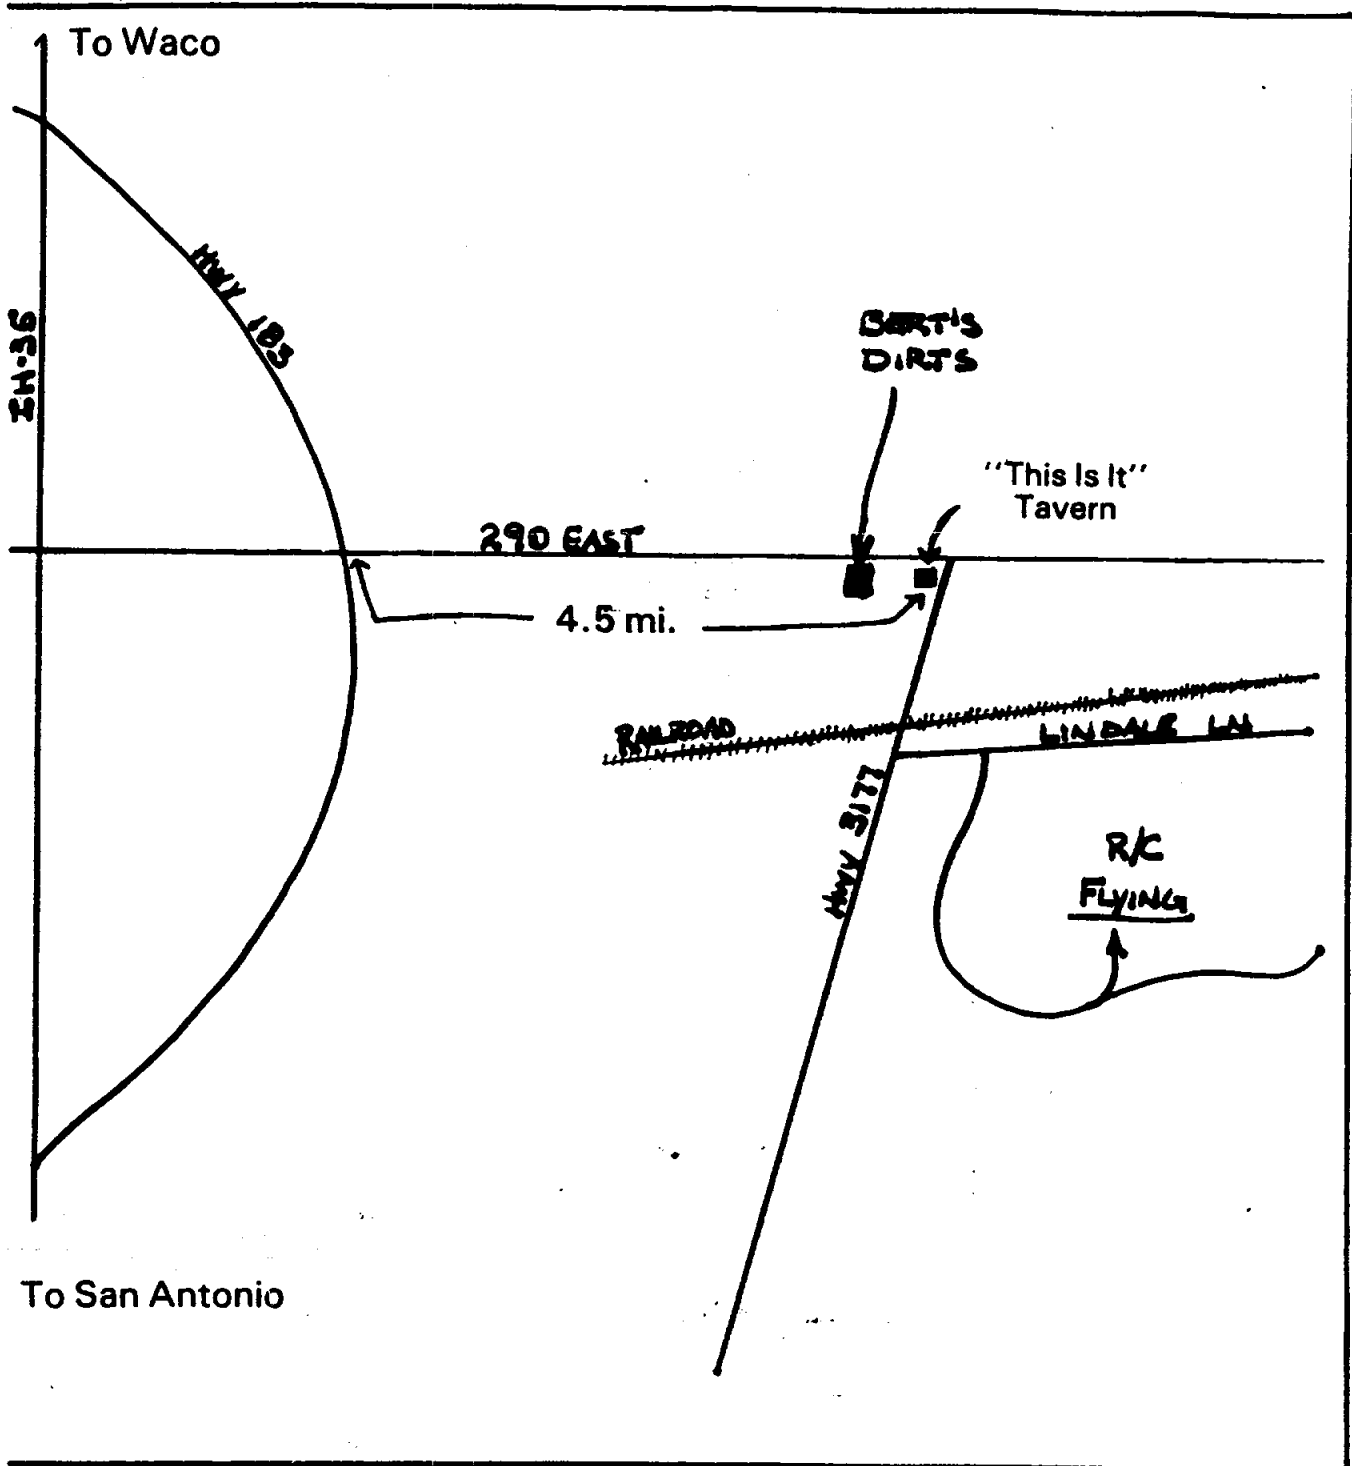 To Waco
HWY 183
IH-35
BERT'S
DIRTS
"This Is It"
Tavern
290 EAST
4.5 mi.
RAILROAD
LINDALE LN
HWY 3177
R/C
FLYING
To San Antonio